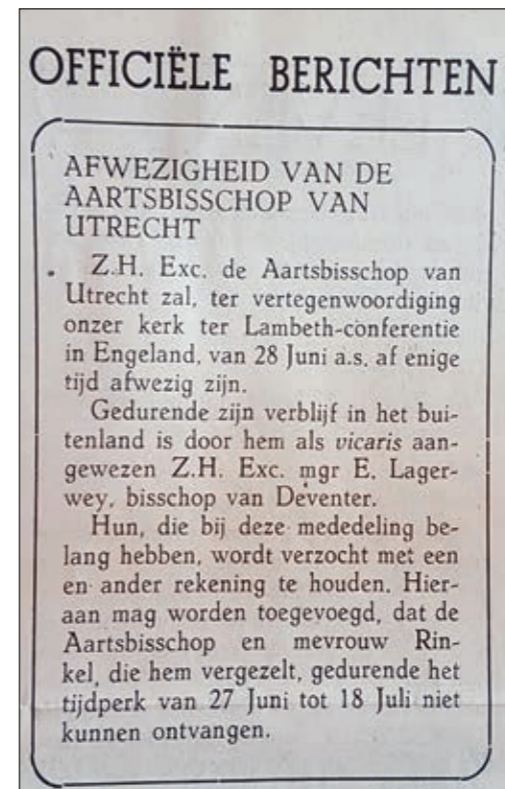 OFFICIËLE BERICHTEN
AFWEZIGHEID VAN DE
AARTSBISSCHOP VAN
UTRECHT
Z.H. Exc. de Aartsbisschop van
Utrecht zal, ter vertegenwoordiging
onzer kerk ter Lambeth-conferentie
in Engeland, van 28 Juni a.s. af enige
tijd afwezig zijn.
Gedurende zijn verblijf in het bui-
tenland is door hem als vicaris aan-
gewezen Z.H. Exc. mgr E. Lager-
wey, bisschop van Deventer.
Hun, die bij deze mededeling be-
lang hebben, wordt verzocht met een
en ander rekening te houden. Hier-
aan mag worden toegevoegd, dat de
Aartsbisschop en mevrouw Rin-
kel, die hem vergezelt, gedurende het
tijdperk van 27 Juni tot 18 Juli niet
kunnen ontvangen.